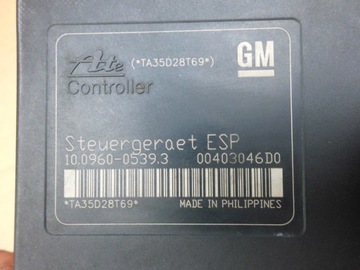 Ate (*TA35D28T69*) GM
Controller
Steuergeraet ESP
10.0960-0539.3 00403046D0
*TA35D28T69* MADE IN PHILIPPINES